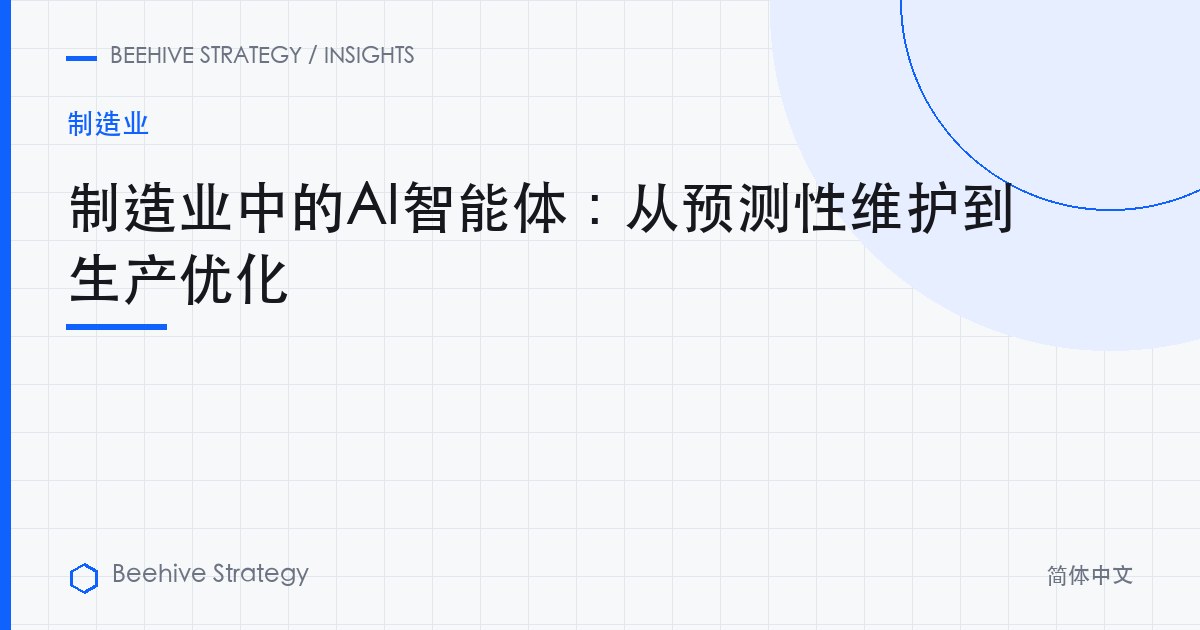 BEEHIVE STRATEGY / INSIGHTS
制造业
制造业中的AI智能体：从预测性维护到
生产优化
Beehive Strategy
简体中文